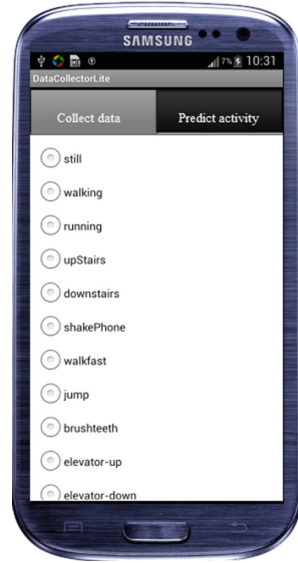 SAMSUNG
7% 10:31
DataCollectorLite
Collect data Predict activity
still
walking
running
upStairs
downstairs
shakePhone
walkfast
jump
brushteeth
elevator-up
elevator-down